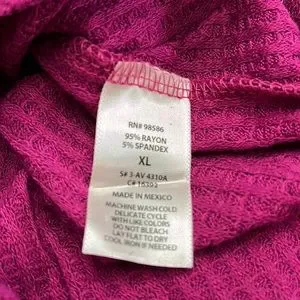 RN# 98586
95% RAYON
5% SPANDEX
XL
S# 3-AV 4310A
C# 16393
MADE IN MEXICO
MACHINE WASH COLD
DELICATE CYCLE
WITH LIKE COLORS
DO NOT BLEACH
LAY FLAT TO DRY
COOL IRON IF NEEDED